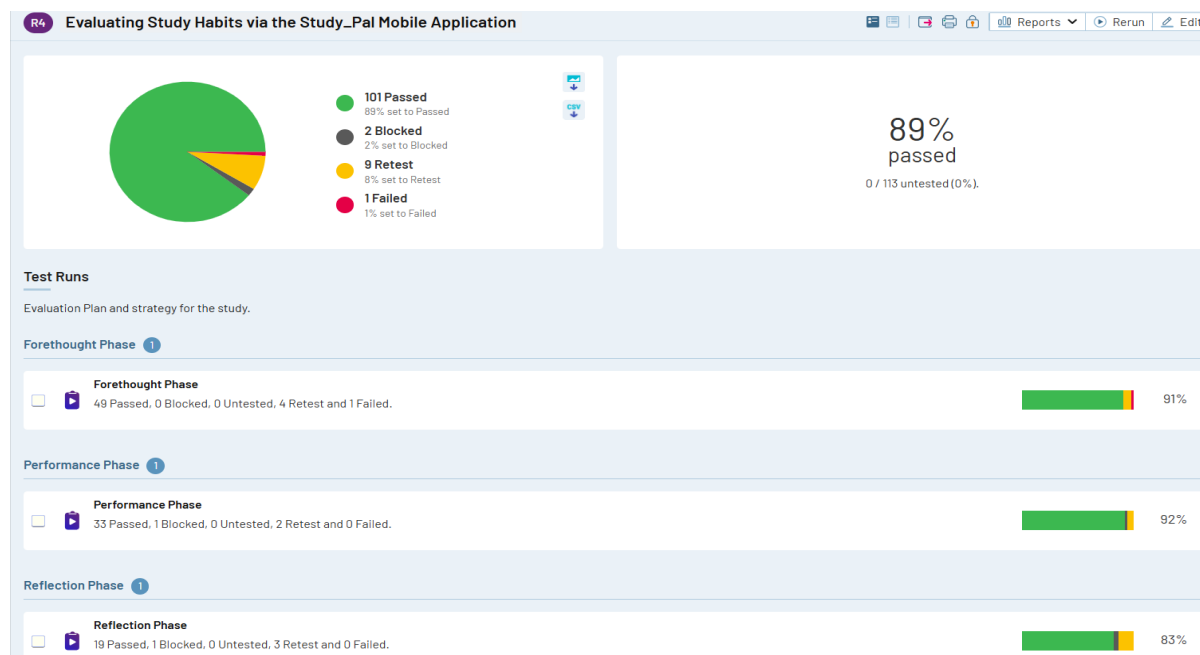 R4 Evaluating Study Habits via the Study_Pal Mobile Application Reports Rerun Edit
101 Passed
89% set to Passed
2 Blocked
2% set to Blocked
9 Retest
8% set to Retest
1 Failed
1% set to Failed
CSV
89%
passed
0 / 113 untested (0%).
Test Runs
Evaluation Plan and strategy for the study.
Forethought Phase 1
Forethought Phase
49 Passed, 0 Blocked, 0 Untested, 4 Retest and 1 Failed.
91%
Performance Phase 1
Performance Phase
33 Passed, 1 Blocked, 0 Untested, 2 Retest and 0 Failed.
92%
Reflection Phase 1
Reflection Phase
19 Passed, 1 Blocked, 0 Untested, 3 Retest and 0 Failed.
83%